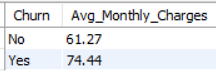 Churn Avg_Monthly_Charges
No 61.27
Yes 74.44